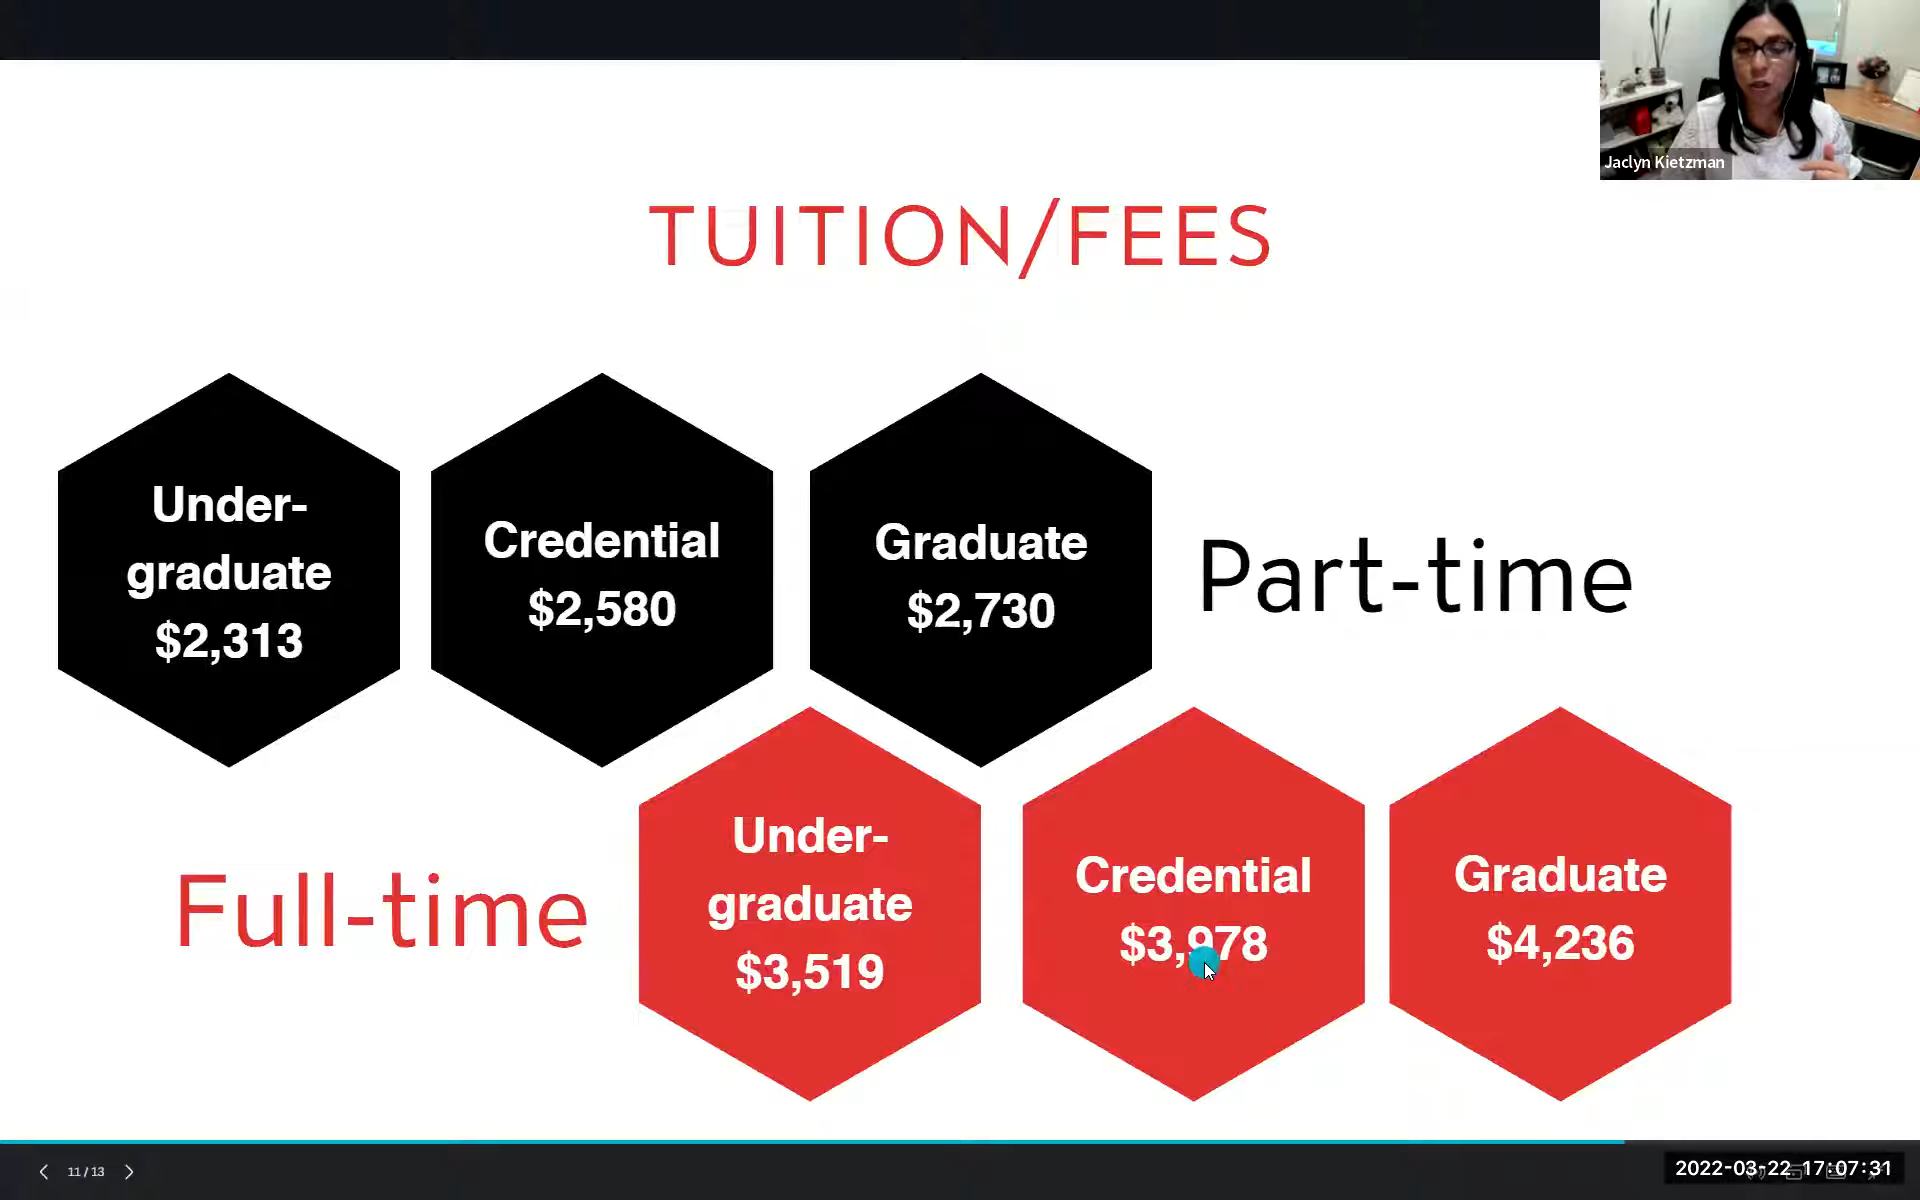 Jaclyn Kietzman
TUITION/FEES
Under-
graduate
$2,313
Credential
$2,580
Graduate
$2,730
Part-time
Full-time
Under-
graduate
$3,519
Credential
$3,978
Graduate
$4,236
11 / 13
2022-03-22 17:07:31